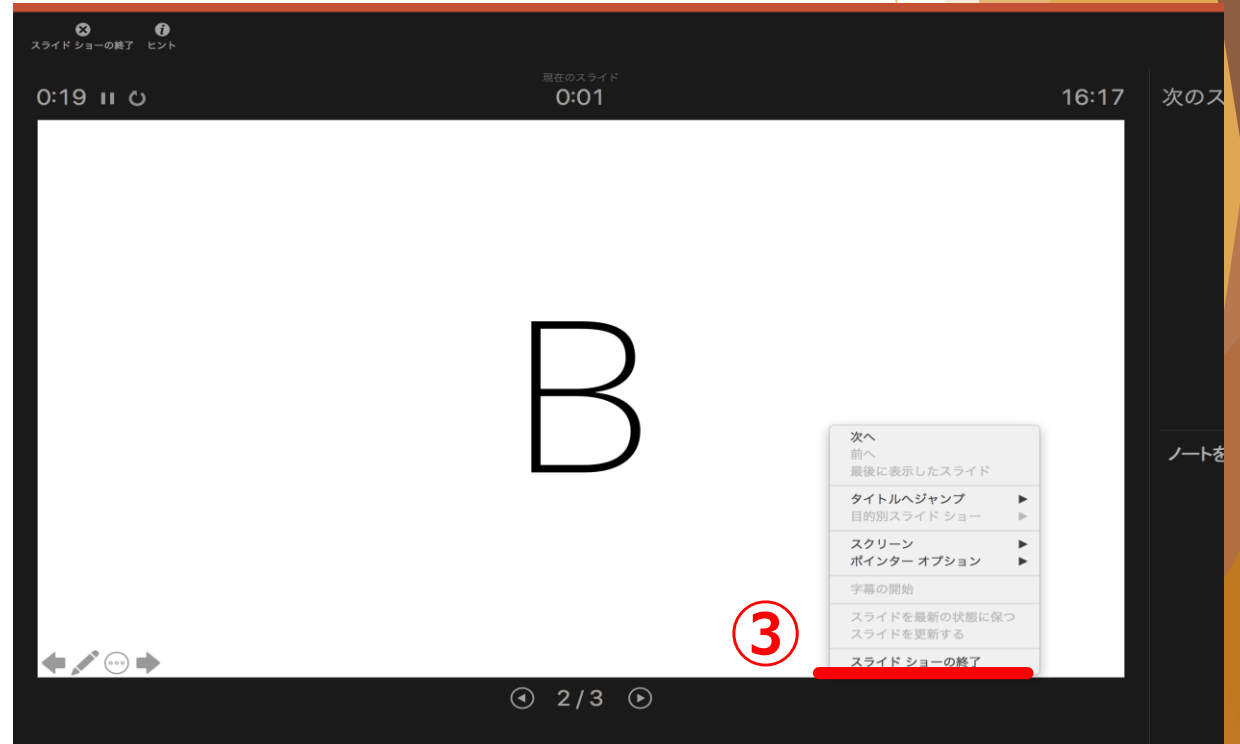 スライド ショーの終了 ヒント
現在のスライド
0:19 0:01 16:17 次のス
B
次へ
前へ
最後に表示したスライド
タイトルへジャンプ
目的別スライド ショー
スクリーン
ポインター オプション
字幕の開始
スライドを最新の状態に保つ
スライドを更新する
スライド ショーの終了
③
ノートを
2/3